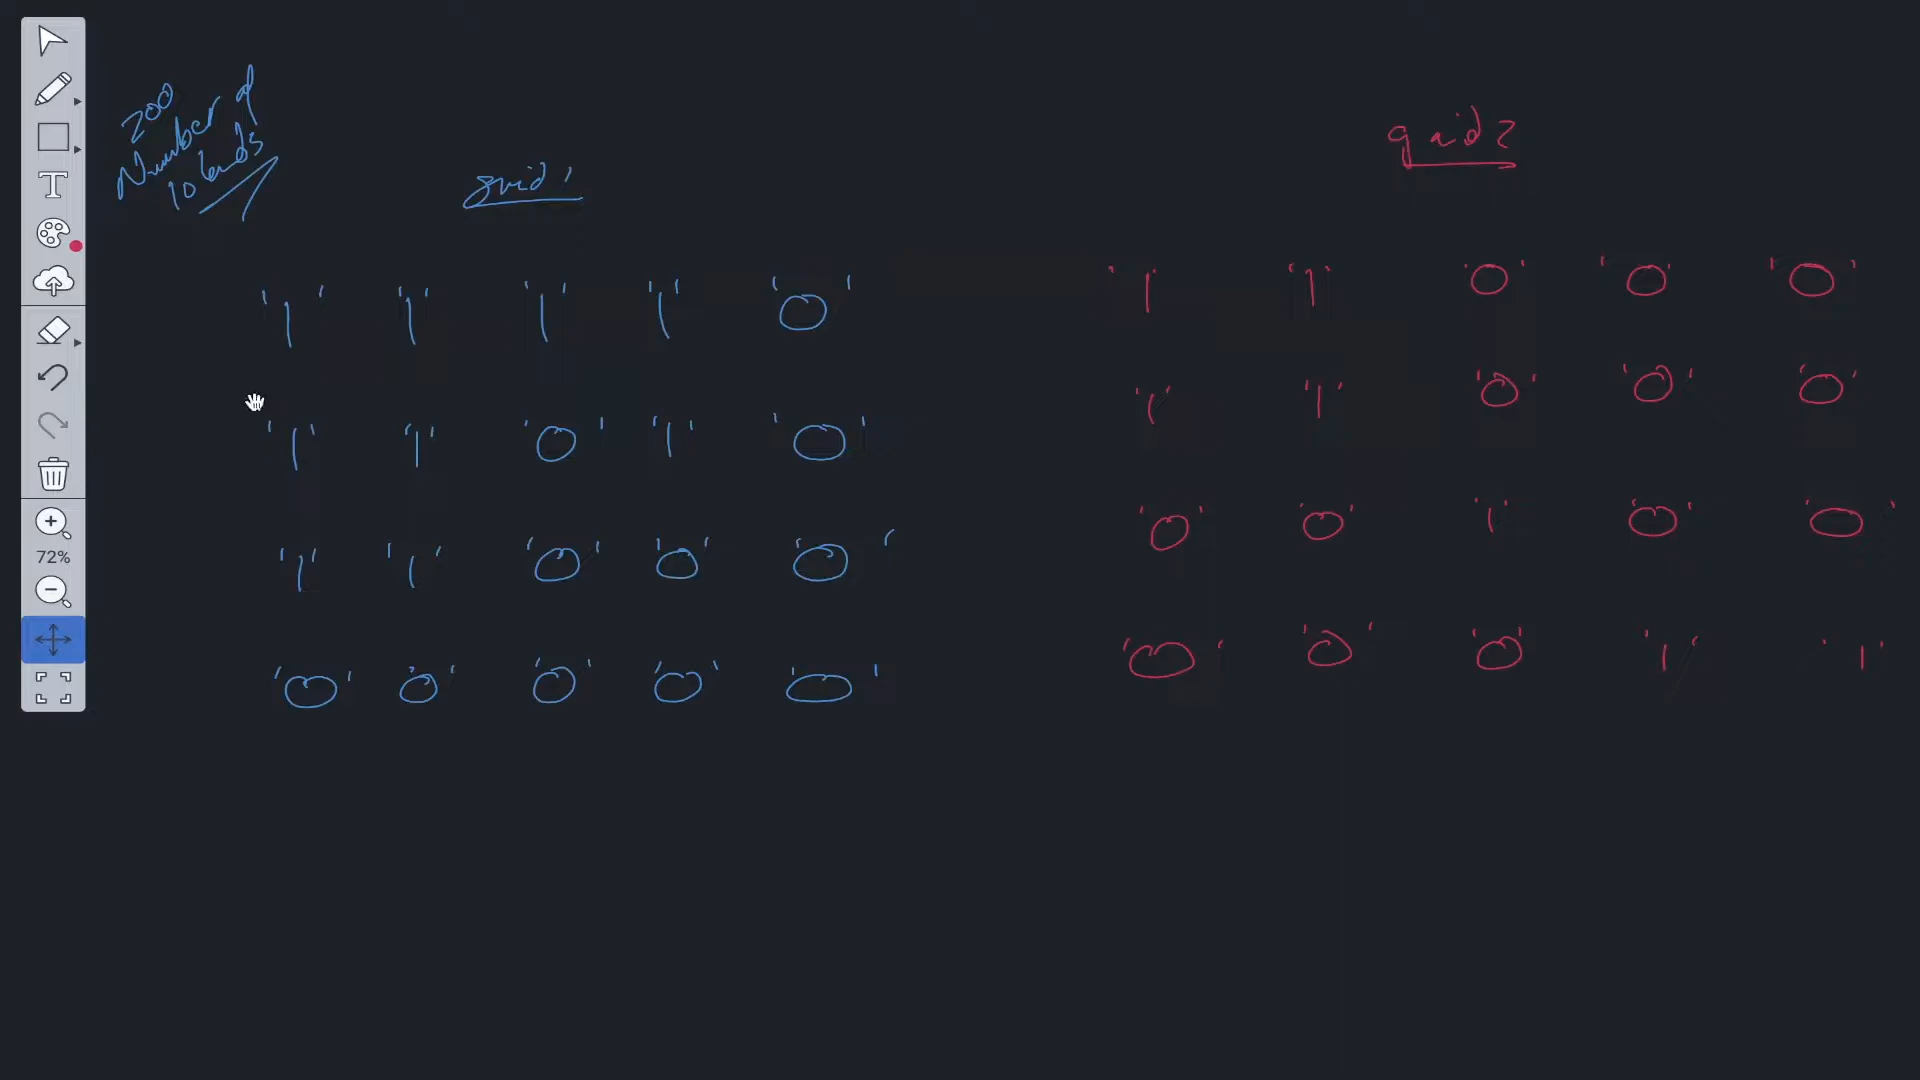 200
Number of
islands
grid 1
'1' '1' '1' '1' '0'
'1' '1' '0' '1' '0'
'1' '1' '0' '0' '0'
'0' '0' '0' '0' '0'
grid 2
'1' '1' '0' '0' '0'
'1' '1' '0' '0' '0'
'0' '0' '1' '0' '0'
'0' '0' '0' '1' '1'
T
72%